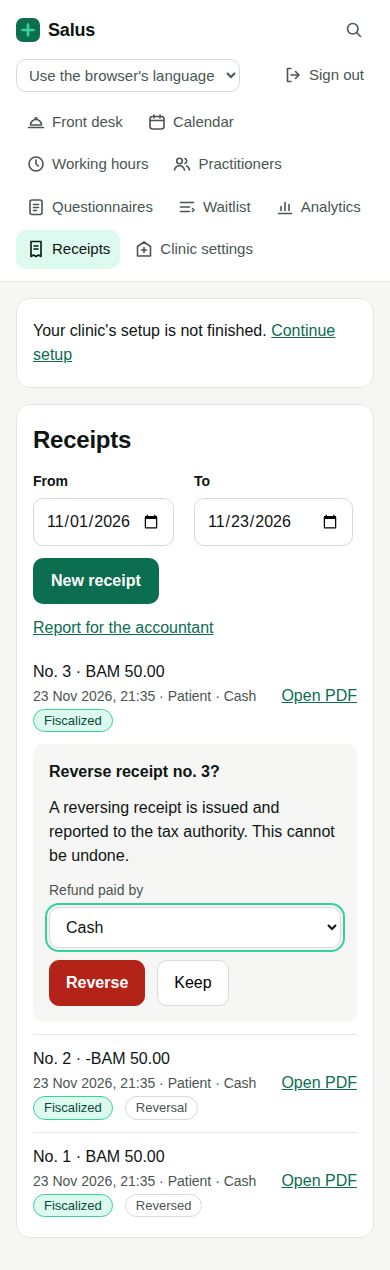 Salus
Use the browser's language
Sign out
Front desk
Calendar
Working hours
Practitioners
Questionnaires
Waitlist
Analytics
Receipts
Clinic settings
Your clinic's setup is not finished. Continue
setup
Receipts
From
To
11/01/2026
11/23/2026
New receipt
Report for the accountant
No. 3 · BAM 50.00
23 Nov 2026, 21:35 · Patient · Cash
Open PDF
Fiscalized
Reverse receipt no. 3?
A reversing receipt is issued and
reported to the tax authority. This cannot
be undone.
Refund paid by
Cash
Reverse
Keep
No. 2 · -BAM 50.00
23 Nov 2026, 21:35 · Patient · Cash
Open PDF
Fiscalized
Reversal
No. 1 · BAM 50.00
23 Nov 2026, 21:35 · Patient · Cash
Open PDF
Fiscalized
Reversed